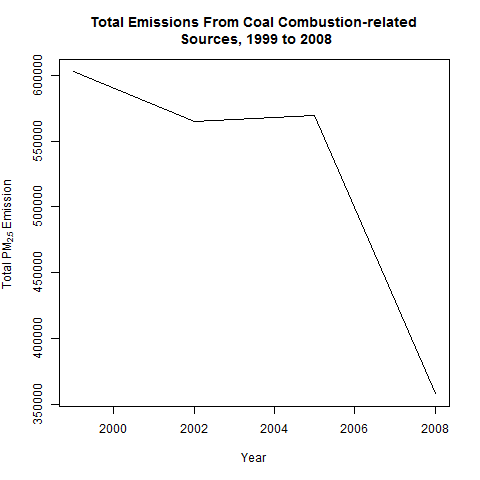 Total Emissions From Coal Combustion-related
Sources, 1999 to 2008
600000
550000
500000
450000
400000
350000
Total PM2.5 Emission
2000 2002 2004 2006 2008
Year